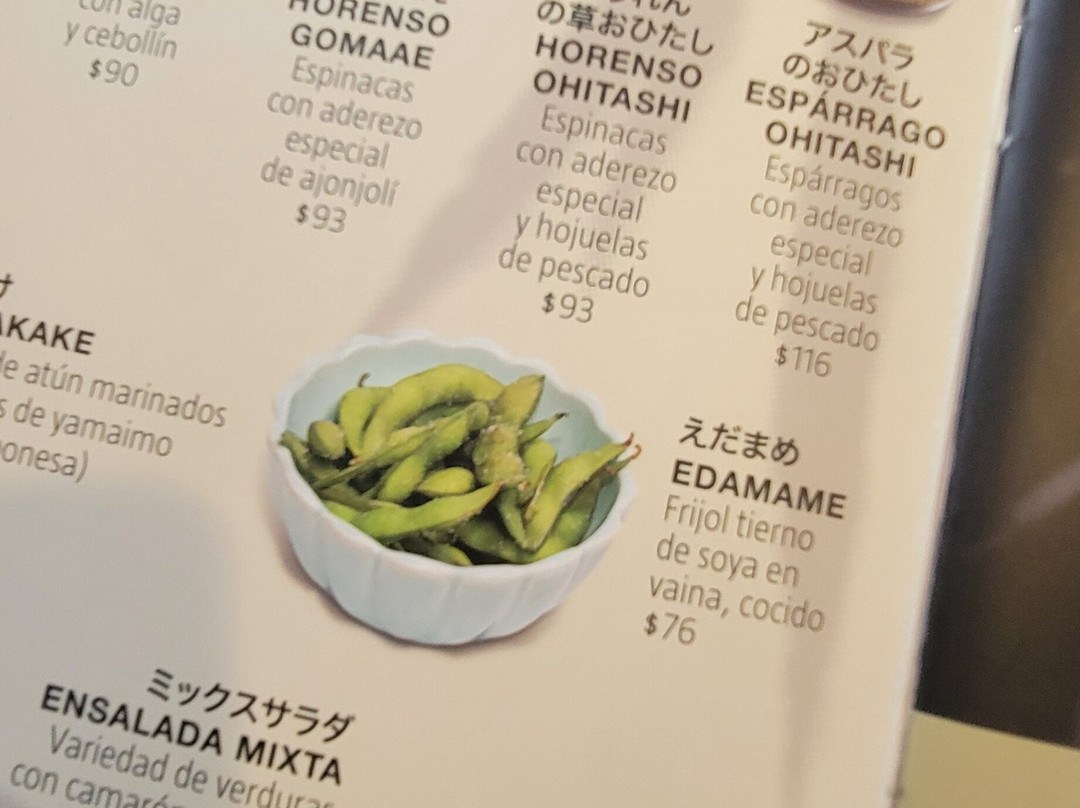 con alga
y cebollín
$90
HORENSO
GOMAAE
Espinacas
con aderezo
especial
de ajonjolí
$93
の草おひたし
HORENSO
OHITASHI
Espinacas
con aderezo
especial
y hojuelas
de pescado
$93
アスパラ
のおひたし
ESPÁRRAGO
OHITASHI
Espárragos
con aderezo
especial
y hojuelas
de pescado
$116
AKAKE
de atún marinados
s de yamaimo
onesa)
えだまめ
EDAMAME
Frijol tierno
de soya en
vaina, cocido
$76
ミックスサラダ
ENSALADA MIXTA
Variedad de verduras
con camarón